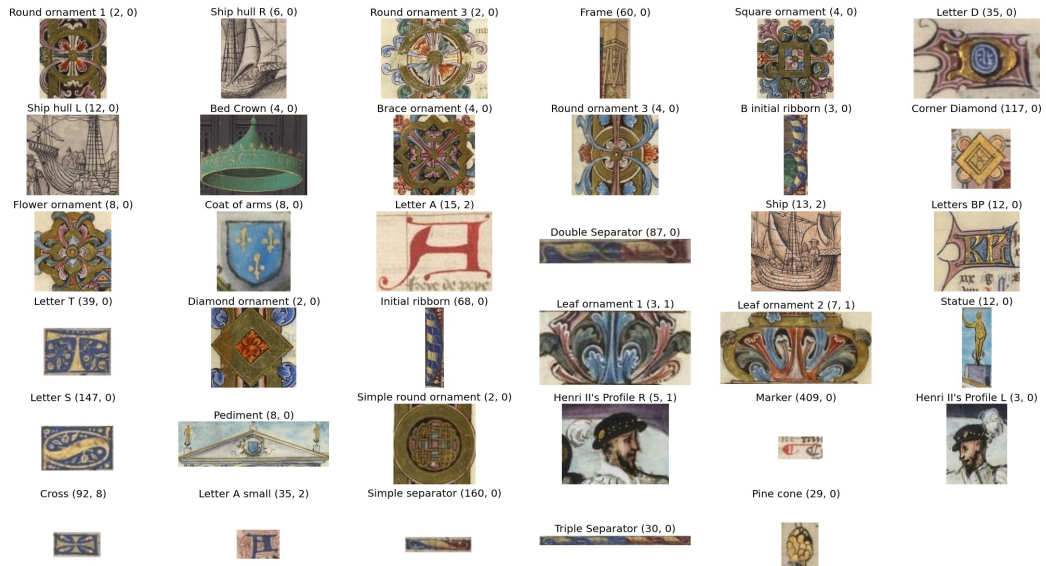 Round ornament 1 (2, 0) Ship hull R (6, 0) Round ornament 3 (2, 0) Frame (60, 0) Square ornament (4, 0) Letter D (35, 0)
Ship hull L (12, 0) Bed Crown (4, 0) Brace ornament (4, 0) Round ornament 3 (4, 0) B initial riborn (3, 0) Corner Diamond (117, 0)
Flower ornament (8, 0) Coat of arms (8, 0) Letter A (15, 2) Double Separator (87, 0) Ship (13, 2) Letters BP (12, 0)
Letter T (39, 0) Diamond ornament (2, 0) Initial riborn (68, 0) Leaf ornament 1 (3, 1) Leaf ornament 2 (7, 1) Statue (12, 0)
Letter S (147, 0) Pediment (8, 0) Simple round ornament (2, 0) Henri II's Profile R (5, 1) Marker (409, 0) Henri II's Profile L (3, 0)
Cross (92, 8) Letter A small (35, 2) Simple separator (160, 0) Triple Separator (30, 0) Pine cone (29, 0)